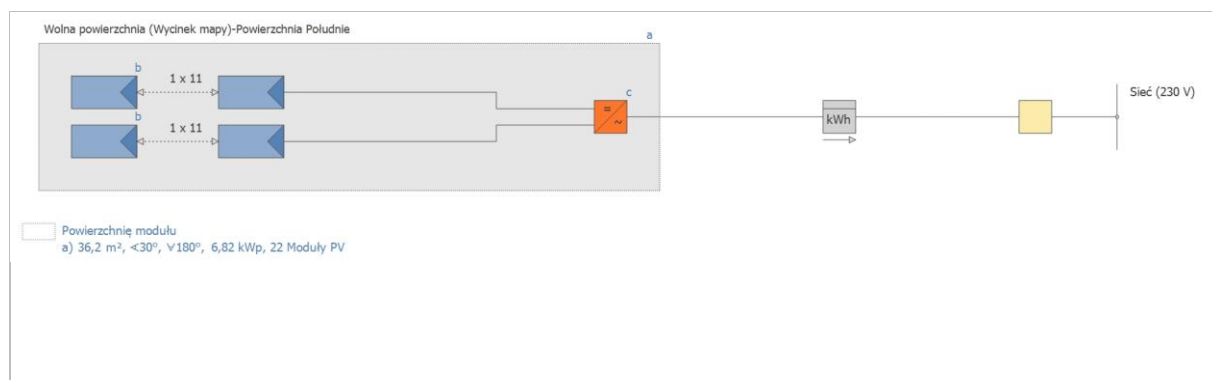 Wolna powierzchnia (Wycinek mapy)-Powierzchnia Południe
a
b
1 x 11
b
1 x 11
c
=
~
kWh
Sieć (230 V)
Powierzchnię modułu
a) 36,2 m², ∢30°, ∀180°, 6,82 kWp, 22 Moduły PV